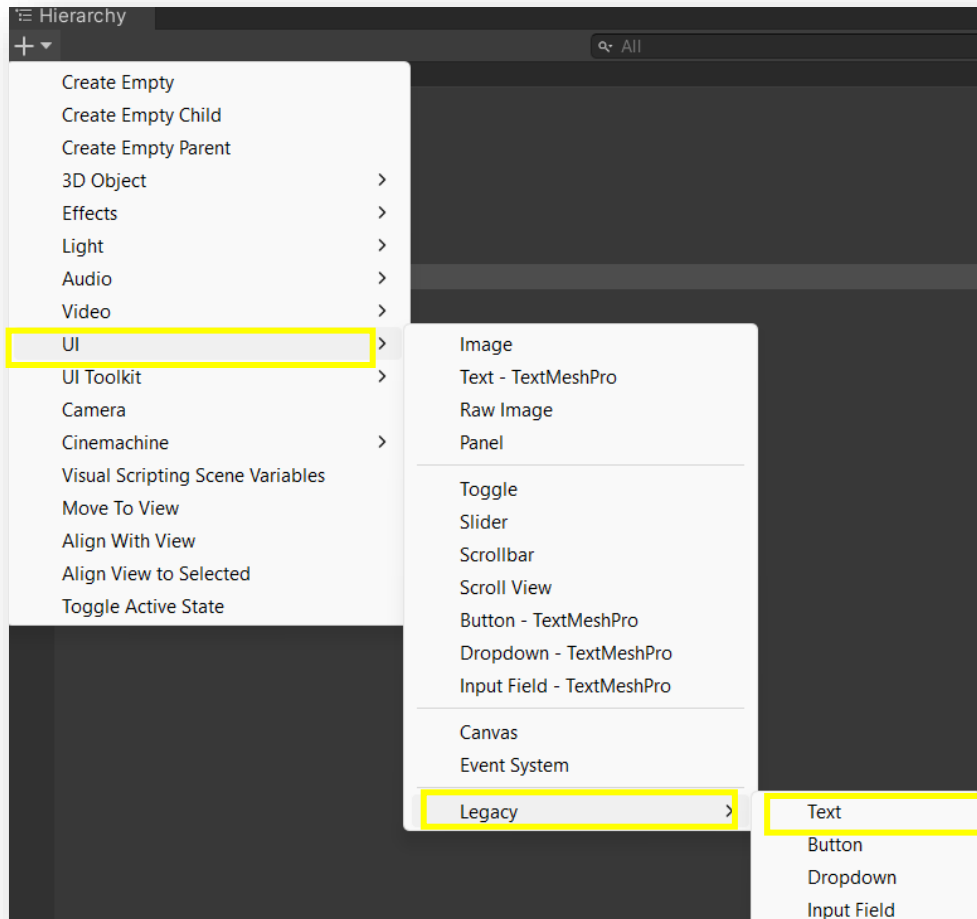 Hierarchy
All
Create Empty
Create Empty Child
Create Empty Parent
3D Object
Effects
Light
Audio
Video
UI
UI Toolkit
Camera
Cinemachine
Visual Scripting Scene Variables
Move To View
Align With View
Align View to Selected
Toggle Active State
Image
Text - TextMeshPro
Raw Image
Panel
Toggle
Slider
Scrollbar
Scroll View
Button - TextMeshPro
Dropdown - TextMeshPro
Input Field - TextMeshPro
Canvas
Event System
Legacy
Text
Button
Dropdown
Input Field